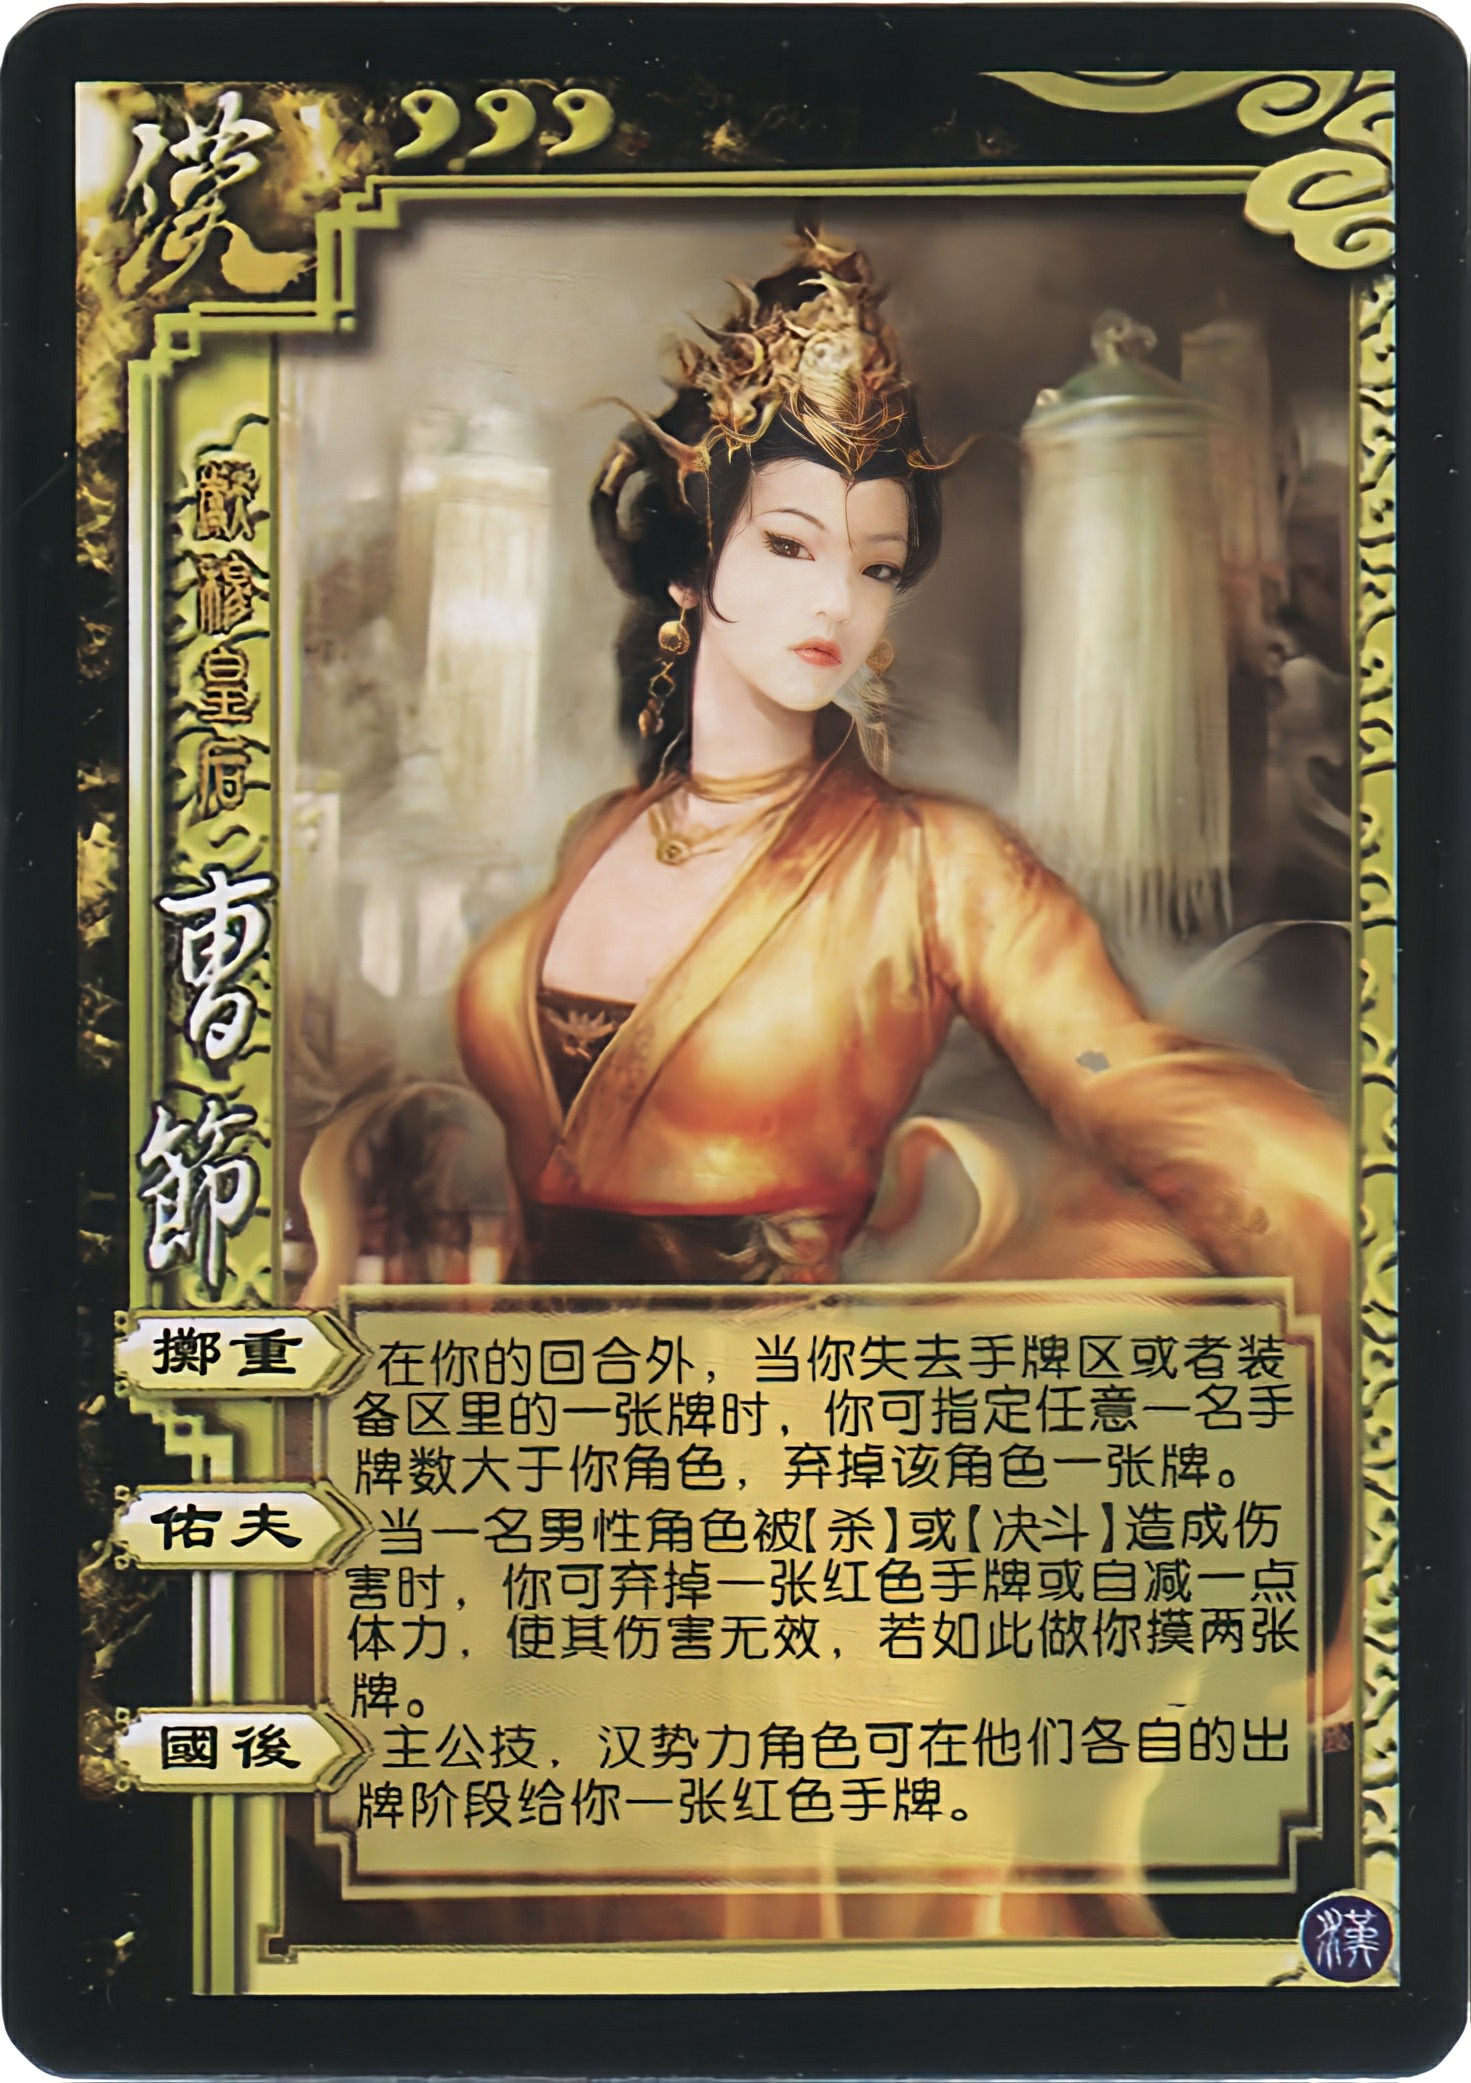 漢
獻穆皇后
曹節
擲重
在你的回合外，当你失去手牌区或者装
备区里的一张牌时，你可指定任意一名手
牌数大于你角色，弃掉该角色一张牌。
佑夫
当一名男性角色被【杀】或【决斗】造成伤
害时，你可弃掉一张红色手牌或自减一点
体力，使其伤害无效，若如此做你摸两张
牌。
國後
主公技，汉势力角色可在他们各自的出
牌阶段给你一张红色手牌。
漢